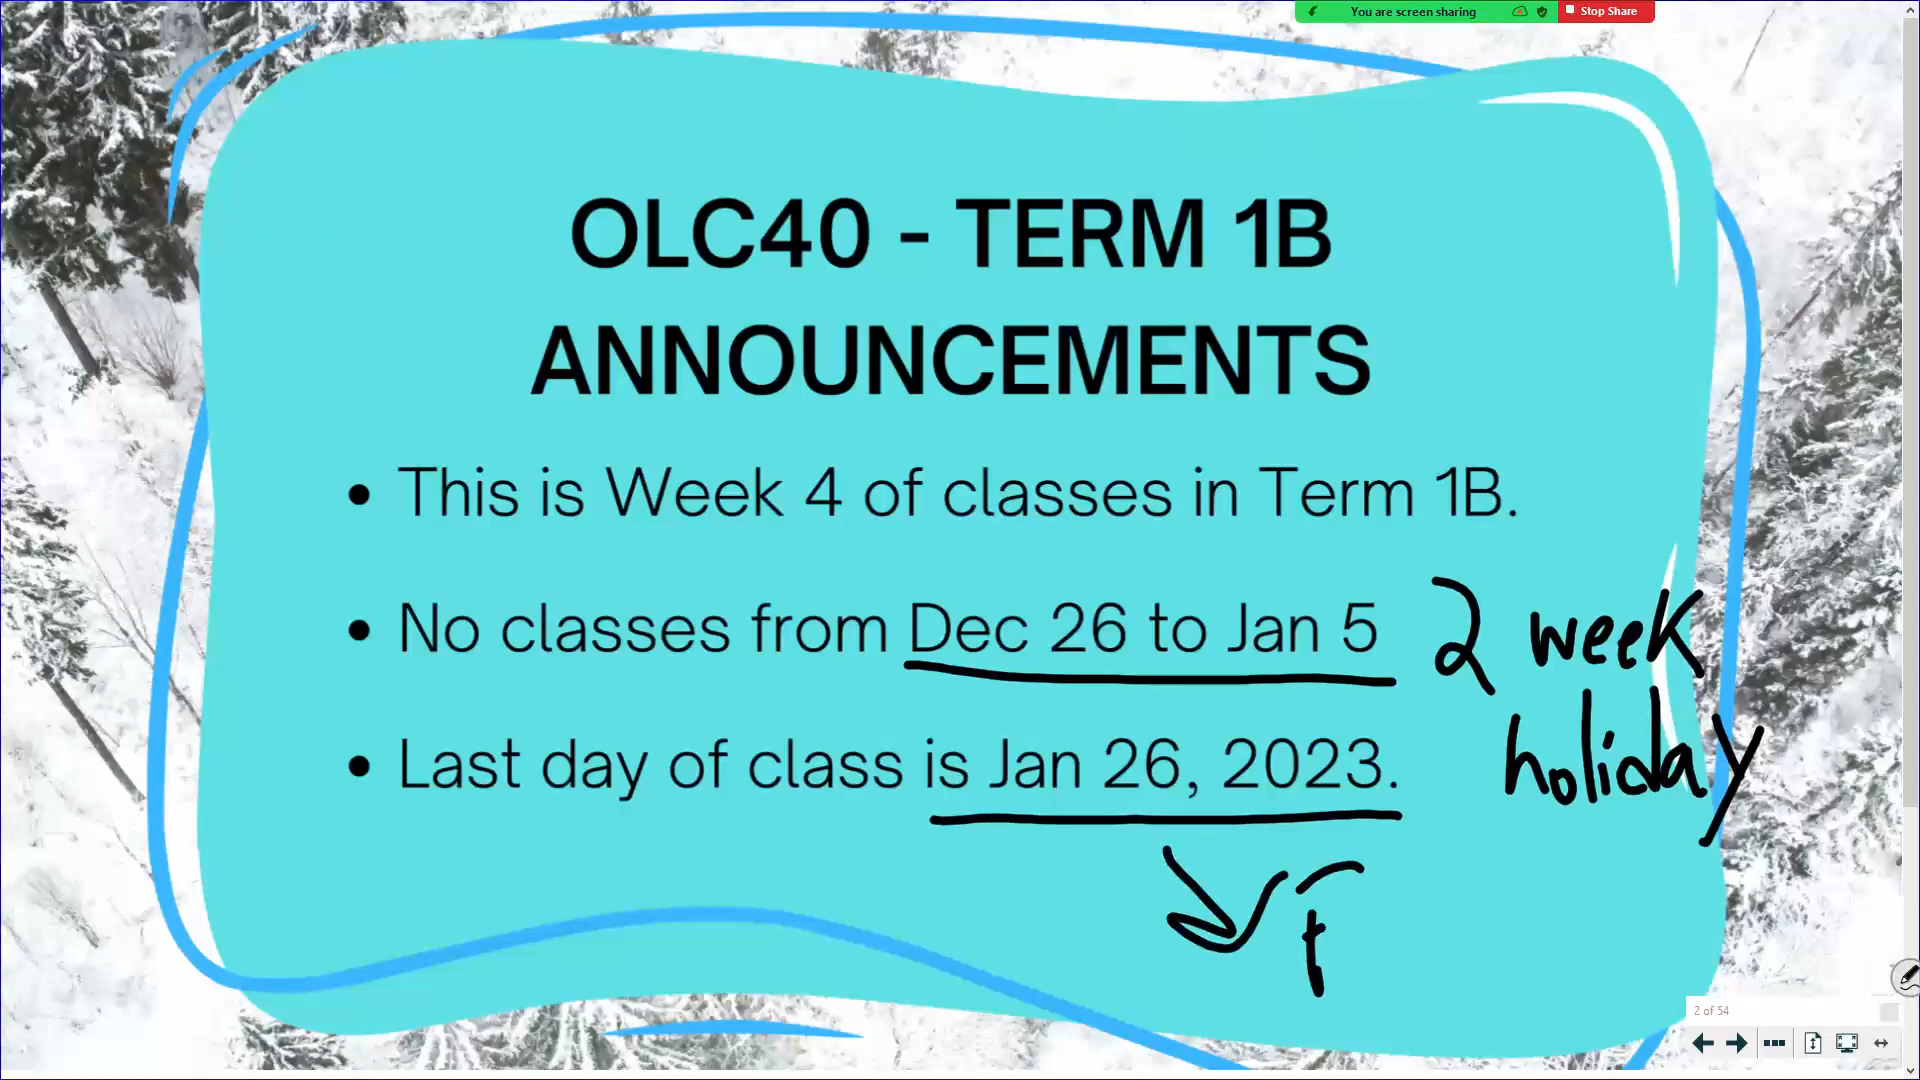 You are screen sharing
Stop Share
OLC40 - TERM 1B
ANNOUNCEMENTS
• This is Week 4 of classes in Term 1B.
• No classes from Dec 26 to Jan 5
2 week
holiday
• Last day of class is Jan 26, 2023.
2 of 54